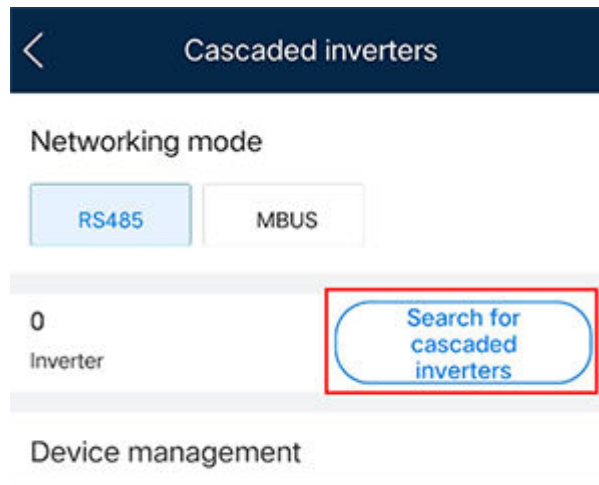 Cascaded inverters
Networking mode
RS485 MBUS
0
Inverter
Search for
cascaded
inverters
Device management